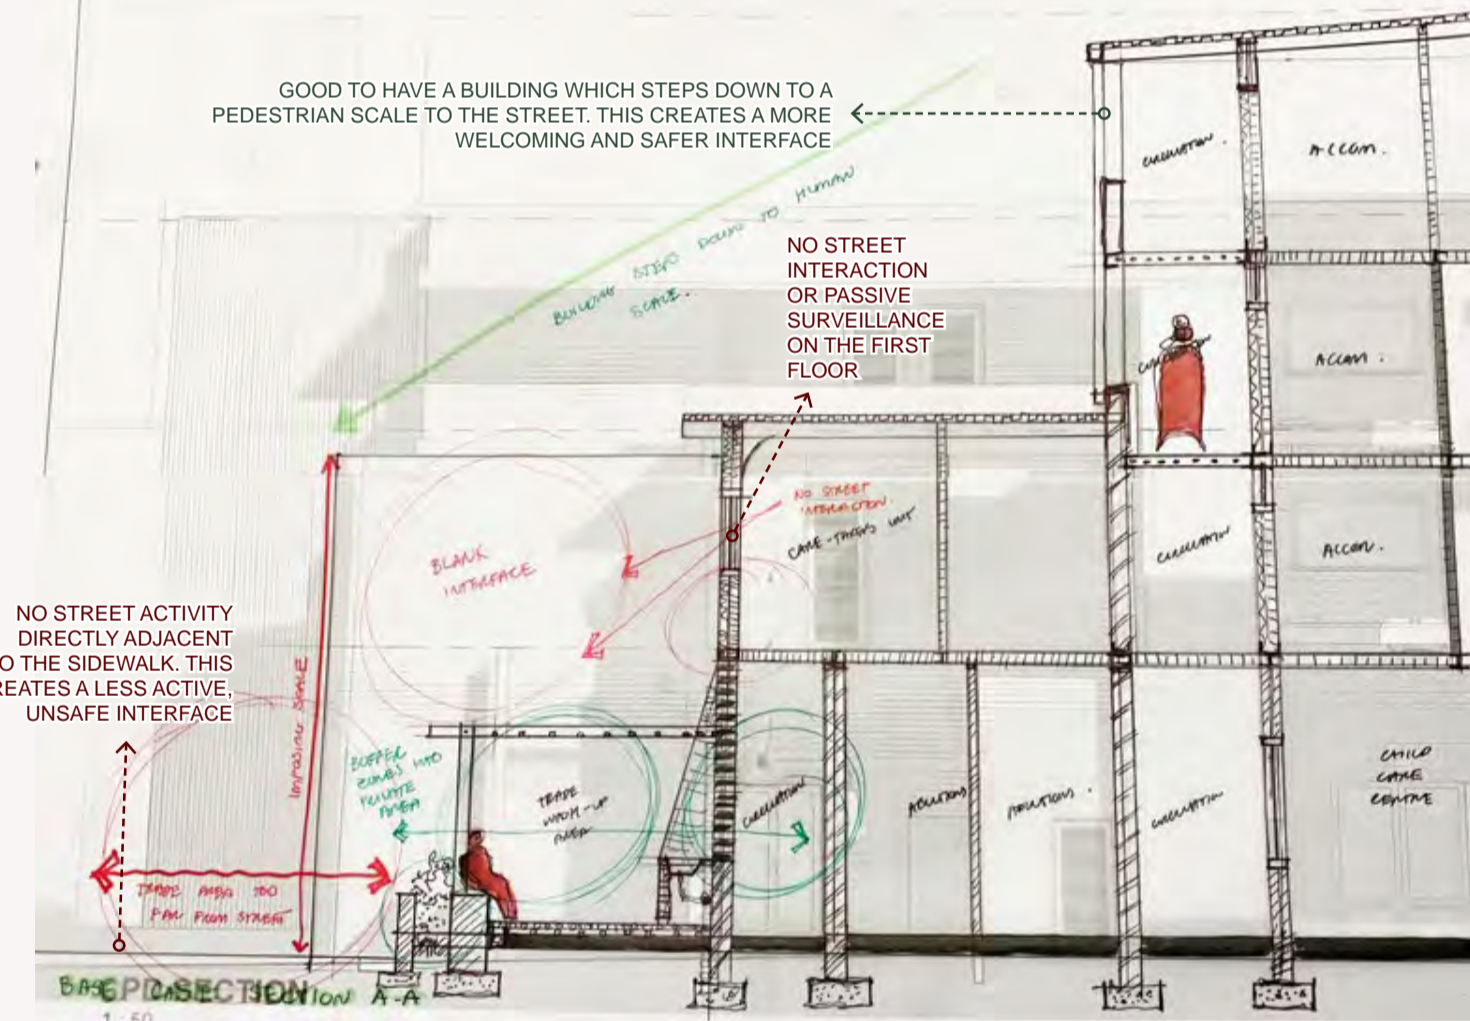 GOOD TO HAVE A BUILDING WHICH STEPS DOWN TO A
PEDESTRIAN SCALE TO THE STREET. THIS CREATES A MORE
WELCOMING AND SAFER INTERFACE
CIRCULATION.
ACCOM.
BUILDING STEPS DOWN TO HUMAN
SCALE.
NO STREET
INTERACTION
OR PASSIVE
SURVEILLANCE
ON THE FIRST
FLOOR
ACCOM.
NO STREET
INTERACTION.
CARE-TAKERS UNIT
BLANK
INTERFACE
CIRCULATION
ACCOM.
NO STREET ACTIVITY
DIRECTLY ADJACENT
O THE SIDEWALK. THIS
REATES A LESS ACTIVE,
UNSAFE INTERFACE
IMPOSING SCALE
BUFFER
ZONES INTO
PRIVATE
AREA
TRADE
WASH-UP
AREA
CIRCULATION
ABLUTIONS
ABLUTIONS.
CIRCULATION
CHILD
CARE
CENTRE
TRADE AREA TOO
FAR FROM STREET
SECTION A-A
1:50